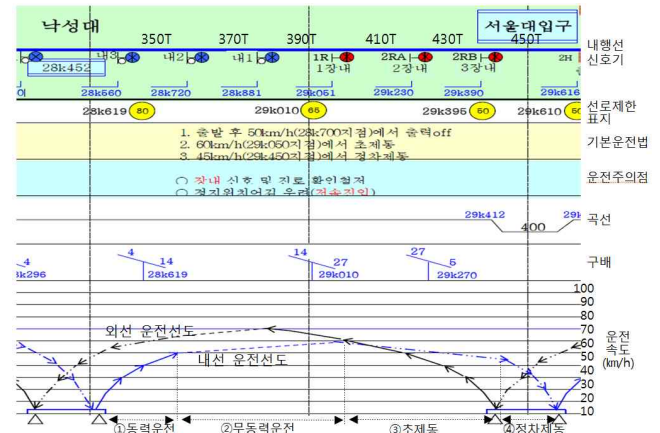 낙성대
서울대입구
350T 370T 390T 410T 430T 450T
내행선
신호기
내3 내2 내1 1R 2RA 2RB 2H
1장내 2장내 3장내
28k452
28k560 28k720 28k881 29k051 29k230 29k390 29k616
28k619 80 29k010 65 29k395 50 29k610 50
선로제한
표지
1. 출발 후 50km/h(28k700지점)에서 출력off
2. 60km/h(29k050지점)에서 초제동
3. 45km/h(29k450지점)에서 정차제동
기본운전법
○ 장내 신호 및 진로 확인철저
○ 정지위치어김 우려(전속진입)
운전주의점
29k412
400
곡선
4 4 14 14 27 27 5
28k619 29k010 29k270
구배
100
90
80
70
60
50
40
30
20
10
외선 운전선도
내선 운전선도
운전
속도
(km/h)
①동력운전 ②무동력운전 ③초제동 ④정차제동